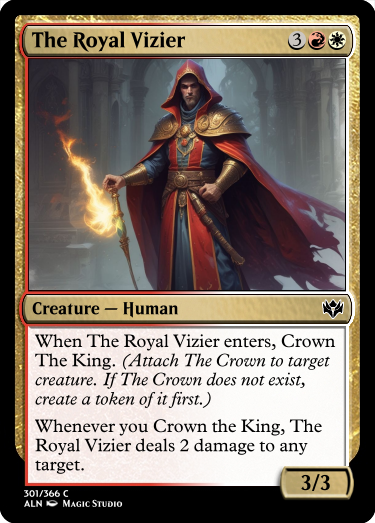 The Royal Vizier 3
Creature — Human
When The Royal Vizier enters, Crown
The King. (Attach The Crown to target
creature. If The Crown does not exist,
create a token of it first.)
Whenever you Crown the King, The
Royal Vizier deals 2 damage to any
target.
3/3
301/366 C
ALN Magic Studio